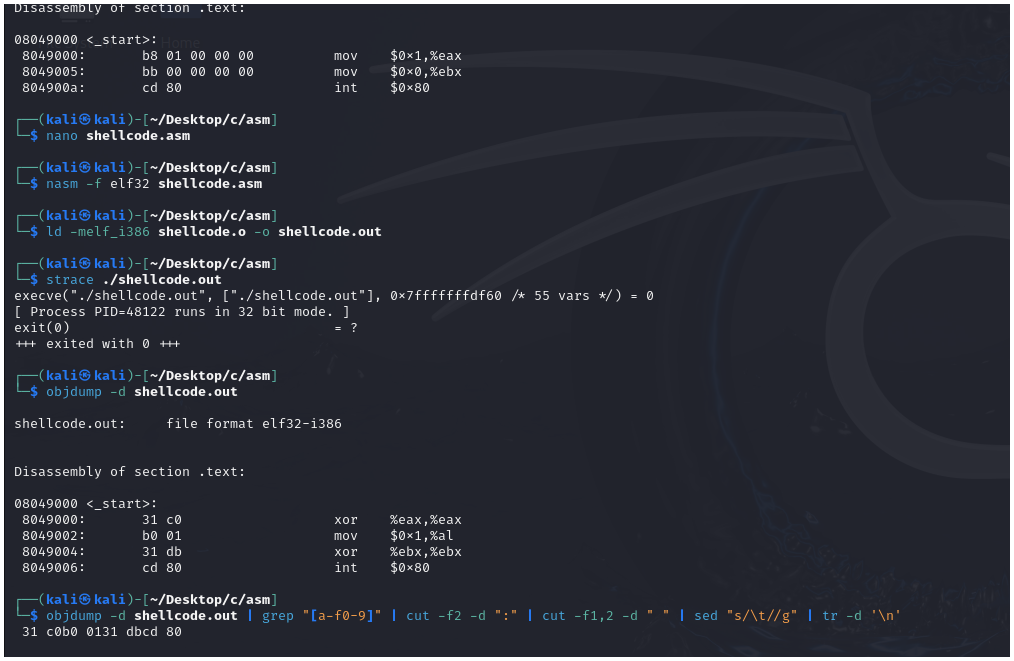 Disassembly of section .text:
08049000 <_start>:
 8049000:       b8 01 00 00 00          mov    $0×1,%eax
 8049005:       bb 00 00 00 00          mov    $0×0,%ebx
 804900a:       cd 80                   int    $0×80
┌──(kali㉿kali)-[~/Desktop/c/asm]
└─$ nano shellcode.asm
┌──(kali㉿kali)-[~/Desktop/c/asm]
└─$ nasm -f elf32 shellcode.asm
┌──(kali㉿kali)-[~/Desktop/c/asm]
└─$ ld -melf_i386 shellcode.o -o shellcode.out
┌──(kali㉿kali)-[~/Desktop/c/asm]
└─$ strace ./shellcode.out
execve("./shellcode.out", ["./shellcode.out"], 0×7fffffffdf60 /* 55 vars */) = 0
[ Process PID=48122 runs in 32 bit mode. ]
exit(0)                                 = ?
+++ exited with 0 +++
┌──(kali㉿kali)-[~/Desktop/c/asm]
└─$ objdump -d shellcode.out
shellcode.out:     file format elf32-i386
Disassembly of section .text:
08049000 <_start>:
 8049000:       31 c0                   xor    %eax,%eax
 8049002:       b0 01                   mov    $0×1,%al
 8049004:       31 db                   xor    %ebx,%ebx
 8049006:       cd 80                   int    $0×80
┌──(kali㉿kali)-[~/Desktop/c/asm]
└─$ objdump -d shellcode.out | grep "[a-f0-9]" | cut -f2 -d ":" | cut -f1,2 -d " " | sed "s/\t//g" | tr -d '\n'
 31 c0b0 0131 dbcd 80